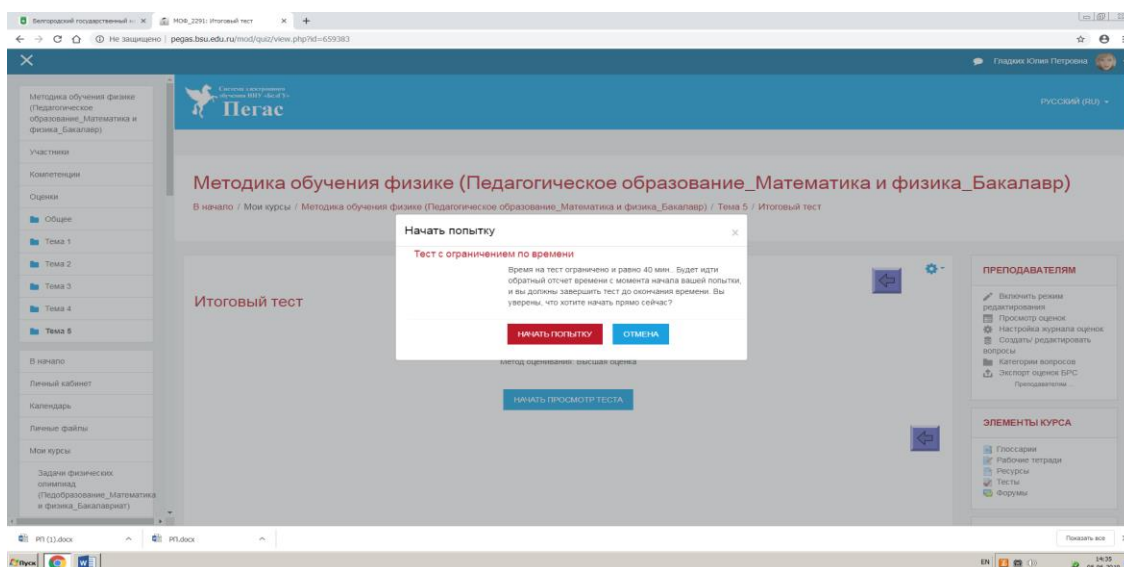 Белгородский государственный н
МОФ_2291: Итоговый тест
Не защищено | pegas.bsu.edu.ru/mod/quiz/view.php?id=659383
Гладких Юлия Петровна
Система электронного
обучения НИУ «БелГУ»
Пегас
РУССКИЙ (RU)
Методика обучения физике
(Педагогическое
образование_Математика и
физика_Бакалавр)
Участники
Компетенции
Оценки
Общее
Тема 1
Тема 2
Тема 3
Тема 4
Тема 5
В начало
Личный кабинет
Календарь
Личные файлы
Мои курсы
Задачи физических
олимпиад
(Педобразование_Математика
и физика_Бакалавриат)
Методика обучения физике (Педагогическое образование_Математика и физика_Бакалавр)
В начало / Мои курсы / Методика обучения физике (Педагогическое образование_Математика и физика_Бакалавр) / Тема 5 / Итоговый тест
Начать попытку
Тест с ограничением по времени
Время на тест ограничено и равно 40 мин.. Будет идти
обратный отсчет времени с момента начала вашей попытки,
и вы должны завершить тест до окончания времени. Вы
уверены, что хотите начать прямо сейчас?
НАЧАТЬ ПОПЫТКУ
ОТМЕНА
Итоговый тест
Метод оценивания: Высшая оценка
НАЧАТЬ ПРОСМОТР ТЕСТА
ПРЕПОДАВАТЕЛЯМ
Включить режим
редактирования
Просмотр оценок
Настройка журнала оценок
Создать/ редактировать
вопросы
Категории вопросов
Экспорт оценок БРС
Преподавателям ...
ЭЛЕМЕНТЫ КУРСА
Глоссарии
Рабочие тетради
Ресурсы
Тесты
Форумы
РП (1).docx
РП.docx
Показать все
Пуск
EN
14:35